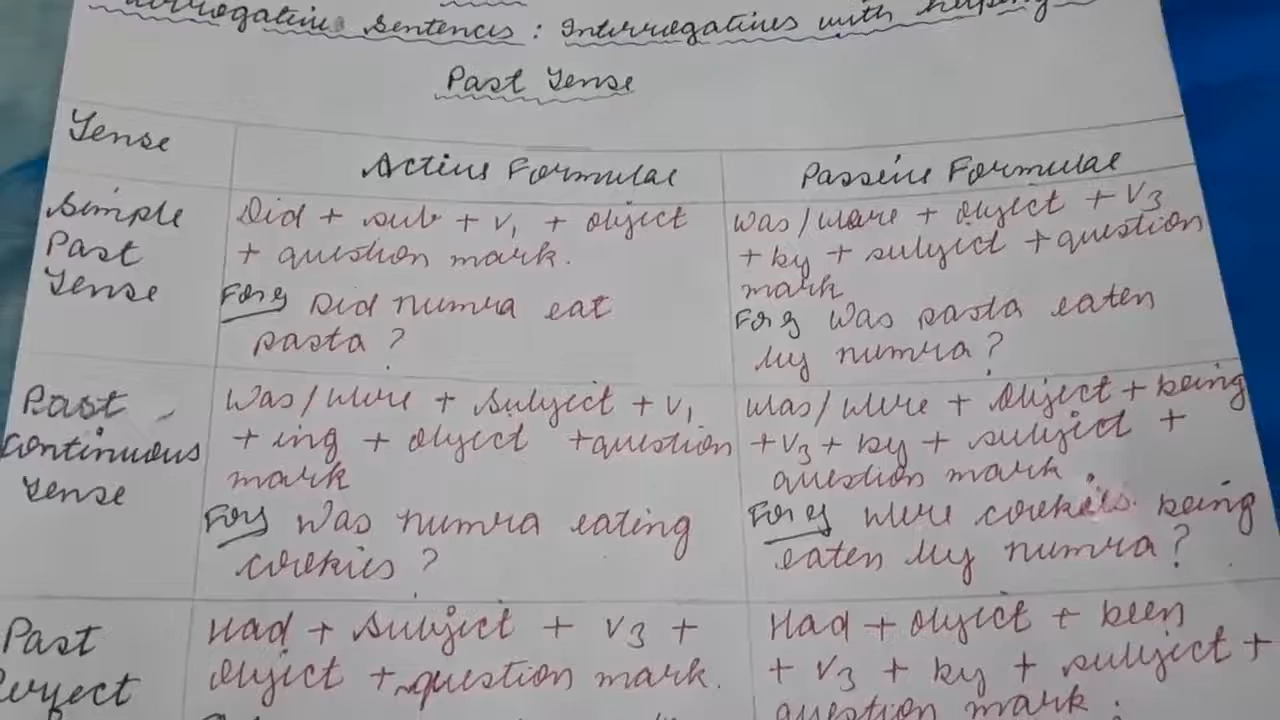 Sentences : Interrogatives with helping
Past Tense
Tense
Active Formulae
Passive Formulae
Simple
Past
Tense
Did + sub + V1 + object
+ question mark.
For eg Did numra eat
pasta ?
Was/were + object + V3
+ by + subject + question
mark
For eg Was pasta eaten
by numra ?
Past
Continuous
Tense
Was/were + Subject + V1
+ ing + object + question
mark
For eg Was numra eating
cookies ?
Was/were + Object + being
+ V3 + by + subject +
question mark.
For eg Were cookies being
eaten by numra ?
Past
Perfect
Had + Subject + V3 +
Object + question mark.
Had + Object + been
+ V3 + by + subject +
question mark.